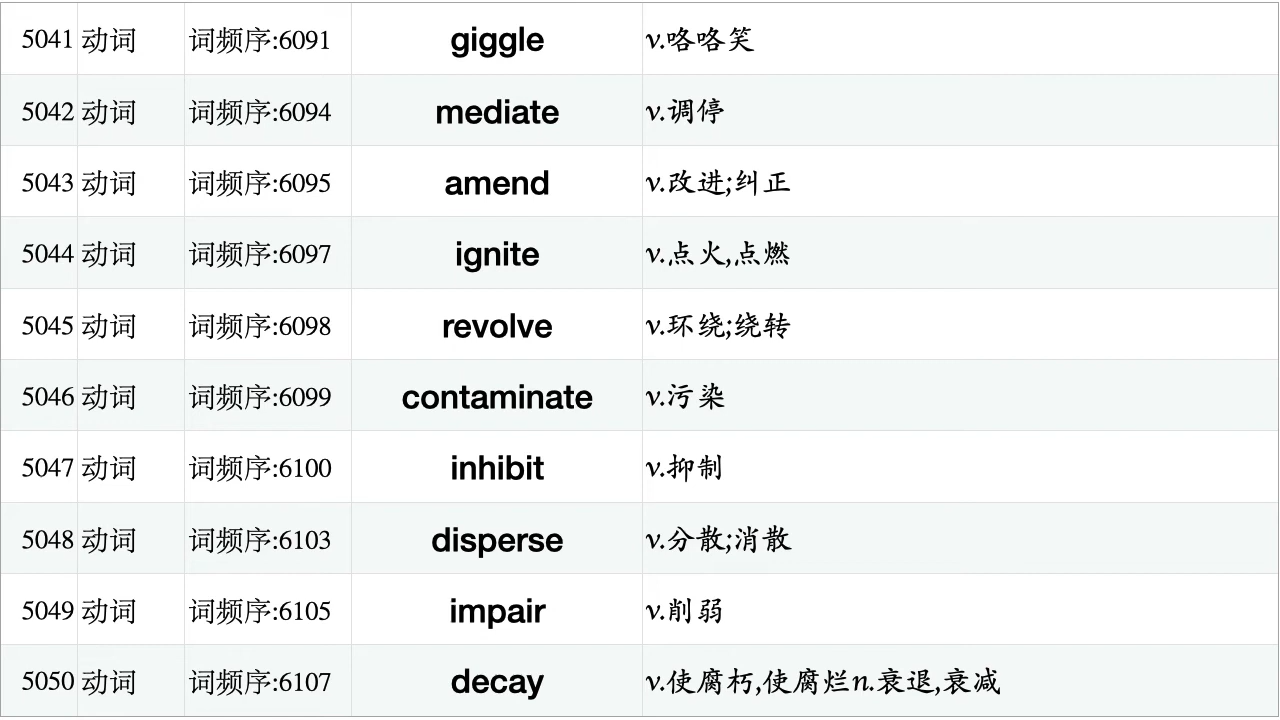 5041 动词 词频序:6091 giggle v.咯咯笑
5042 动词 词频序:6094 mediate v.调停
5043 动词 词频序:6095 amend v.改进;纠正
5044 动词 词频序:6097 ignite v.点火,点燃
5045 动词 词频序:6098 revolve v.环绕;绕转
5046 动词 词频序:6099 contaminate v.污染
5047 动词 词频序:6100 inhibit v.抑制
5048 动词 词频序:6103 disperse v.分散;消散
5049 动词 词频序:6105 impair v.削弱
5050 动词 词频序:6107 decay v.使腐朽,使腐烂n.衰退,衰减